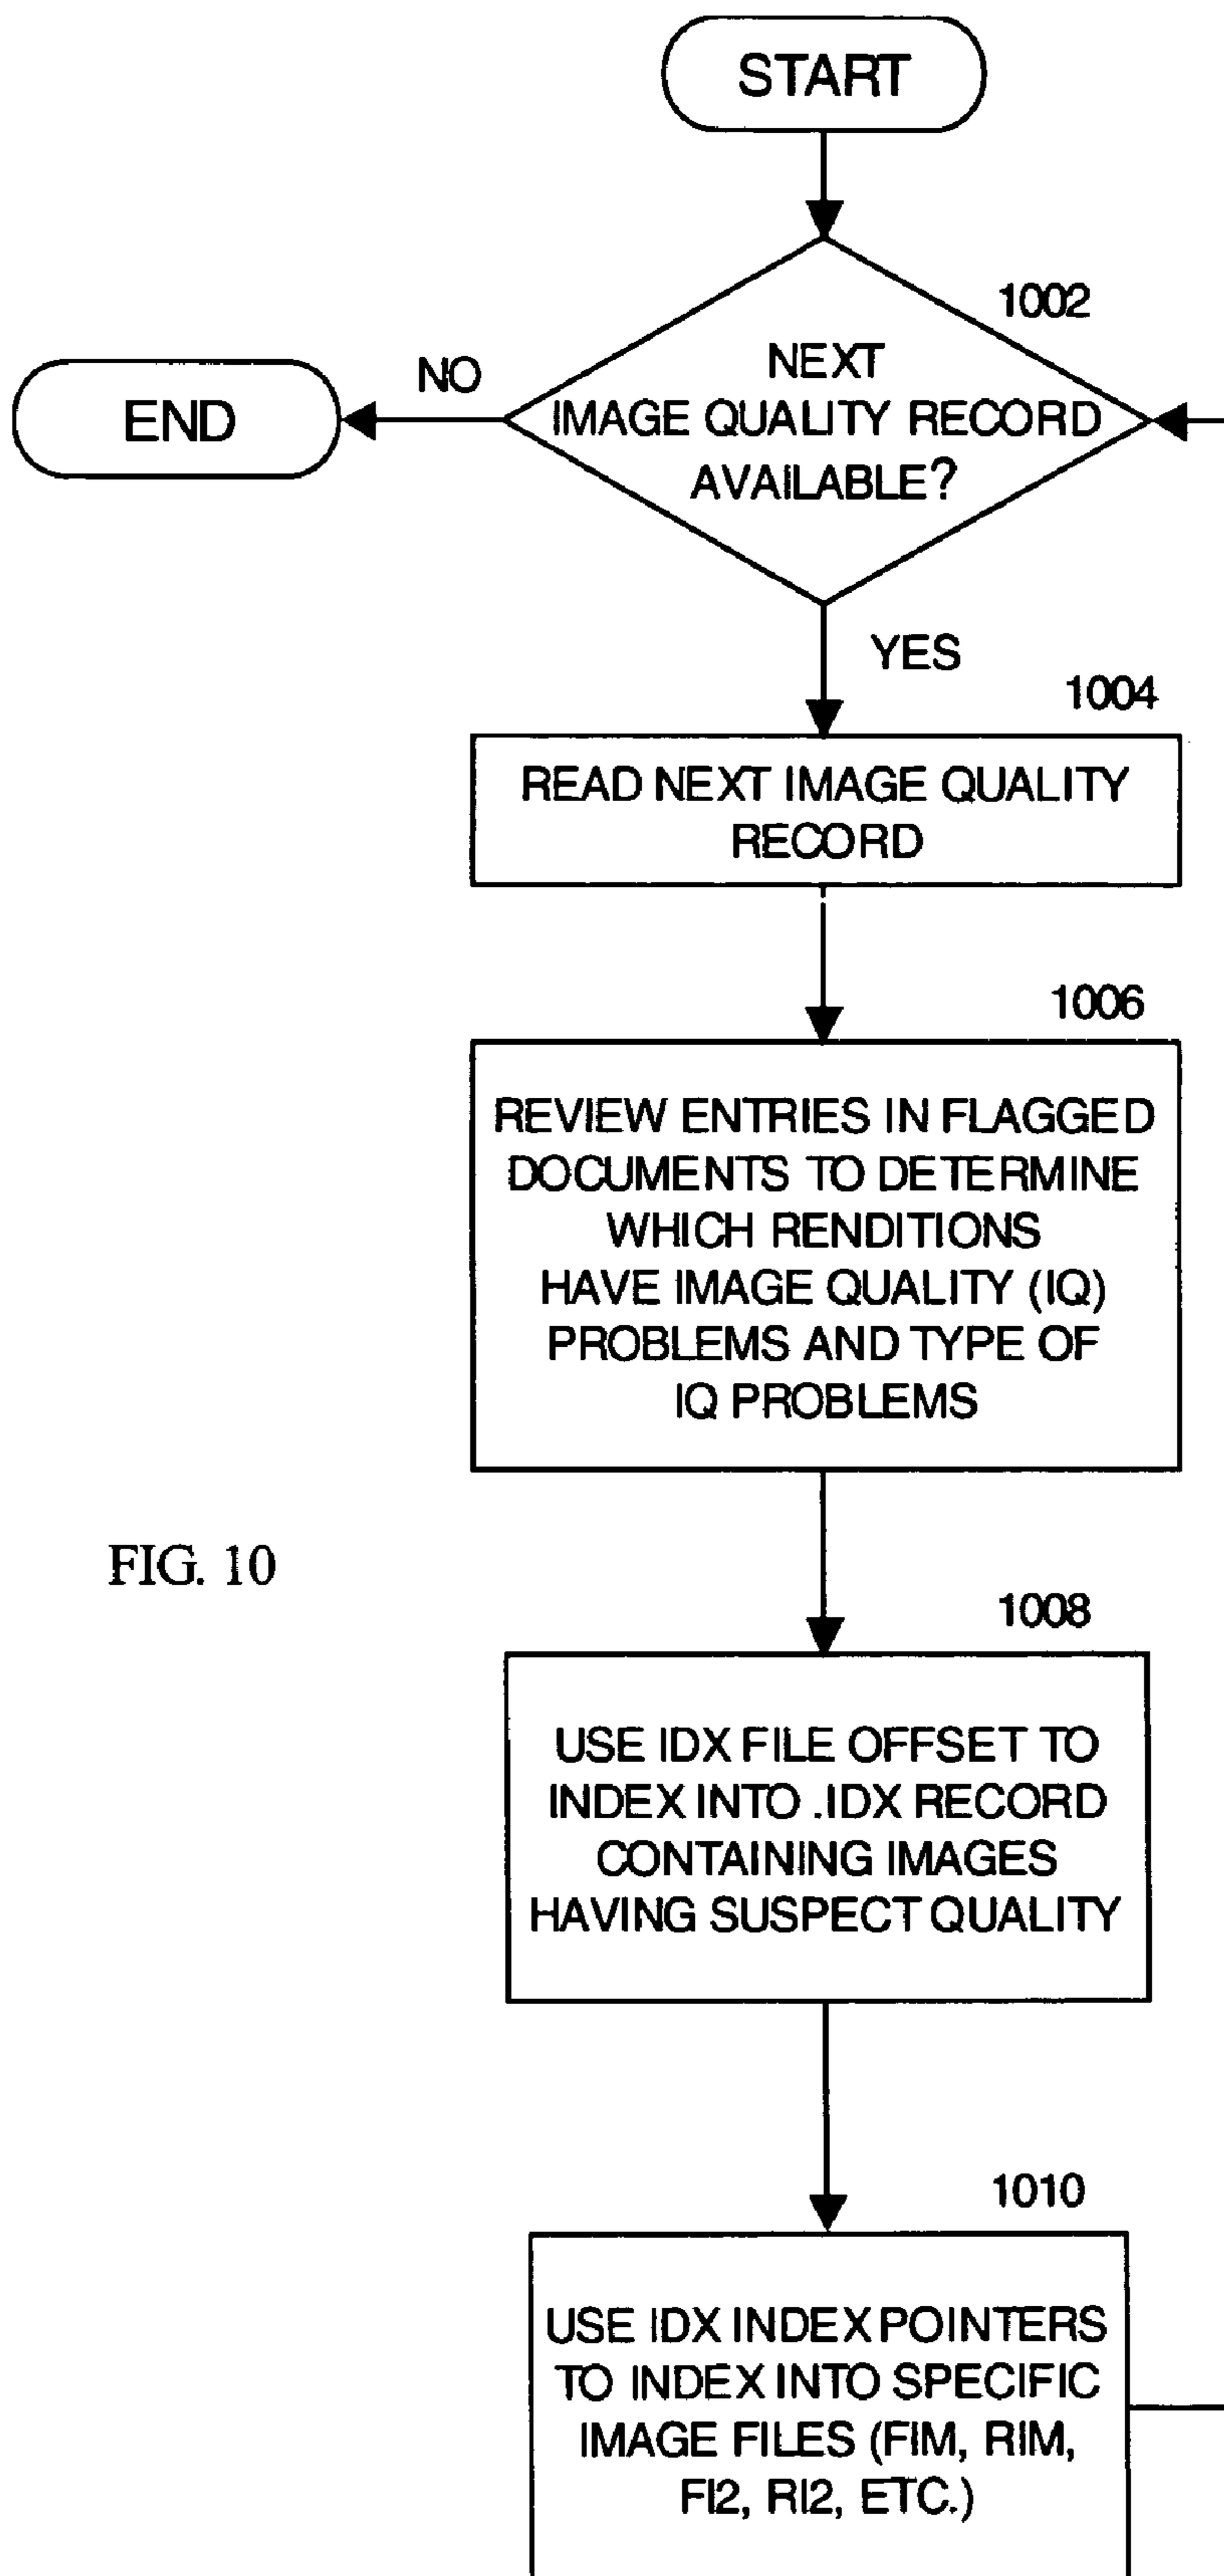 START
1002
NEXT
IMAGE QUALITY RECORD
AVAILABLE?
NO
END
YES
1004
READ NEXT IMAGE QUALITY
RECORD
1006
REVIEW ENTRIES IN FLAGGED
DOCUMENTS TO DETERMINE
WHICH RENDITIONS
HAVE IMAGE QUALITY (IQ)
PROBLEMS AND TYPE OF
IQ PROBLEMS
FIG. 10
1008
USE IDX FILE OFFSET TO
INDEX INTO .IDX RECORD
CONTAINING IMAGES
HAVING SUSPECT QUALITY
1010
USE IDX INDEX POINTERS
TO INDEX INTO SPECIFIC
IMAGE FILES (FIM, RIM,
FI2, RI2, ETC.)